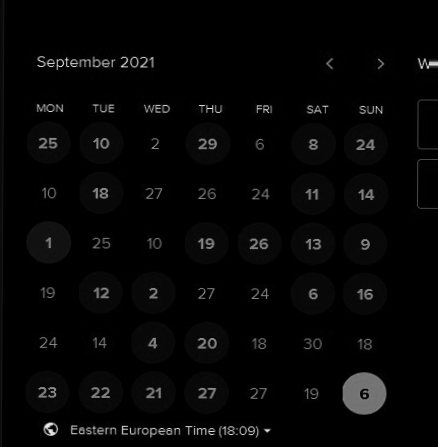 September 2021
MON TUE WED THU FRI SAT SUN
25 10 2 29 6 8 24
10 18 27 26 24 11 14
1 25 10 19 26 13 9
19 12 2 27 24 6 16
24 14 4 20 18 30 18
23 22 21 27 27 19 6
Eastern European Time (18:09)